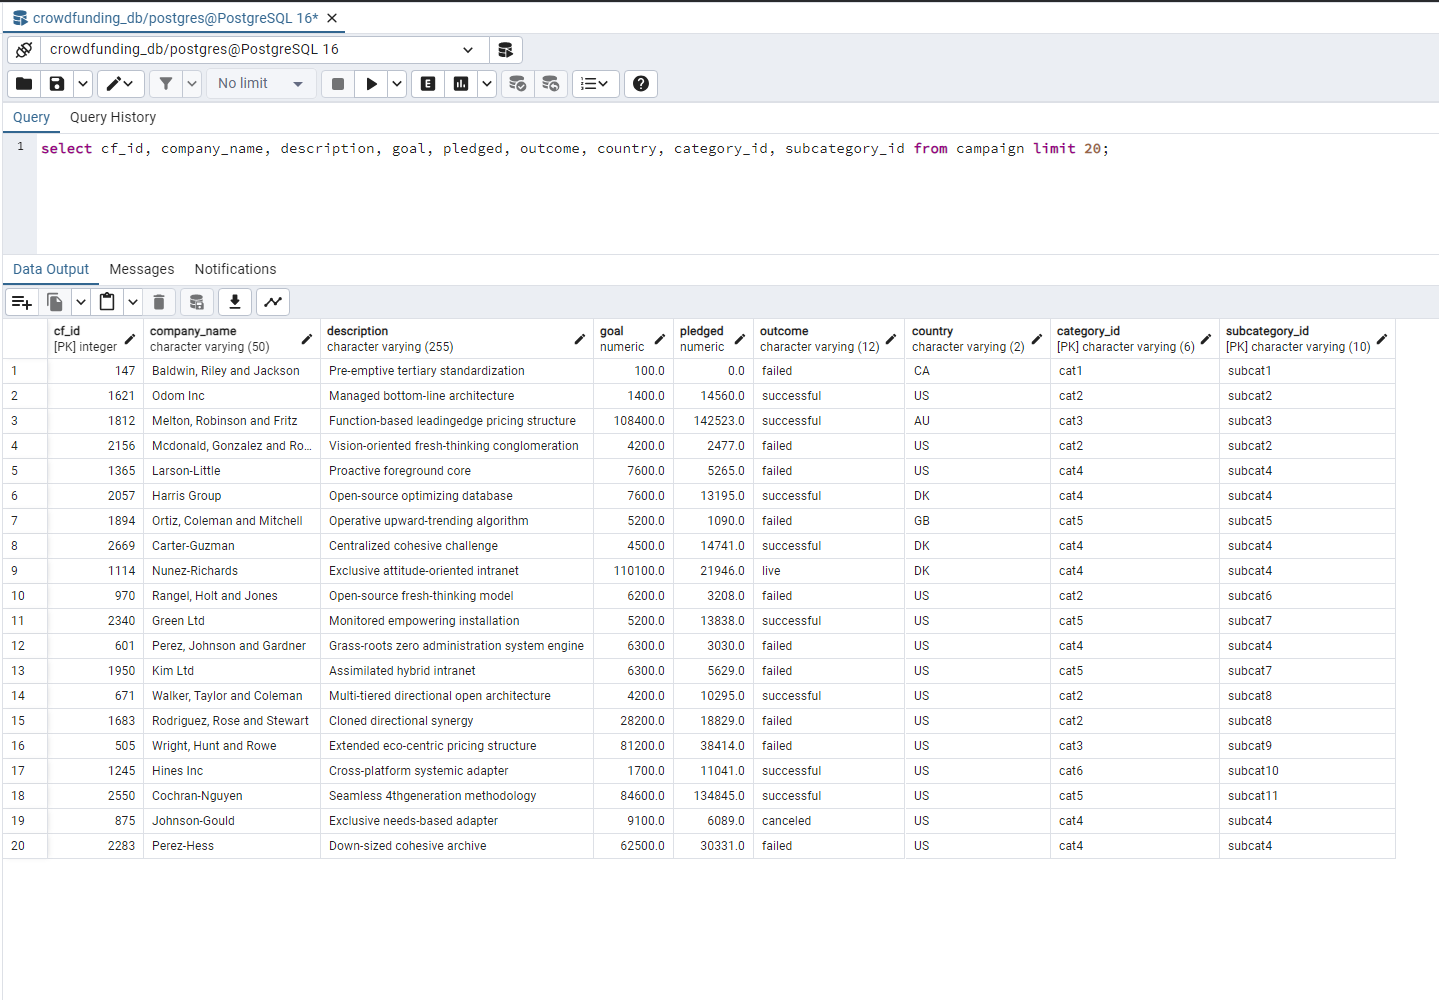 crowdfunding_db/postgres@PostgreSQL 16*
crowdfunding_db/postgres@PostgreSQL 16
No limit
E
Query Query History
1 select cf_id, company_name, description, goal, pledged, outcome, country, category_id, subcategory_id from campaign limit 20;
Data Output Messages Notifications
cf_id company_name description goal pledged outcome country category_id subcategory_id
[PK] integer character varying (50) character varying (255) numeric numeric character varying (12) character varying (2) [PK] character varying (6) [PK] character varying (10)
1 147 Baldwin, Riley and Jackson Pre-emptive tertiary standardization 100.0 0.0 failed CA cat1 subcat1
2 1621 Odom Inc Managed bottom-line architecture 1400.0 14560.0 successful US cat2 subcat2
3 1812 Melton, Robinson and Fritz Function-based leadingedge pricing structure 108400.0 142523.0 successful AU cat3 subcat3
4 2156 Mcdonald, Gonzalez and Ro... Vision-oriented fresh-thinking conglomeration 4200.0 2477.0 failed US cat2 subcat2
5 1365 Larson-Little Proactive foreground core 7600.0 5265.0 failed US cat4 subcat4
6 2057 Harris Group Open-source optimizing database 7600.0 13195.0 successful DK cat4 subcat4
7 1894 Ortiz, Coleman and Mitchell Operative upward-trending algorithm 5200.0 1090.0 failed GB cat5 subcat5
8 2669 Carter-Guzman Centralized cohesive challenge 4500.0 14741.0 successful DK cat4 subcat4
9 1114 Nunez-Richards Exclusive attitude-oriented intranet 110100.0 21946.0 live DK cat4 subcat4
10 970 Rangel, Holt and Jones Open-source fresh-thinking model 6200.0 3208.0 failed US cat2 subcat6
11 2340 Green Ltd Monitored empowering installation 5200.0 13838.0 successful US cat5 subcat7
12 601 Perez, Johnson and Gardner Grass-roots zero administration system engine 6300.0 3030.0 failed US cat4 subcat4
13 1950 Kim Ltd Assimilated hybrid intranet 6300.0 5629.0 failed US cat5 subcat7
14 671 Walker, Taylor and Coleman Multi-tiered directional open architecture 4200.0 10295.0 successful US cat2 subcat8
15 1683 Rodriguez, Rose and Stewart Cloned directional synergy 28200.0 18829.0 failed US cat2 subcat8
16 505 Wright, Hunt and Rowe Extended eco-centric pricing structure 81200.0 38414.0 failed US cat3 subcat9
17 1245 Hines Inc Cross-platform systemic adapter 1700.0 11041.0 successful US cat6 subcat10
18 2550 Cochran-Nguyen Seamless 4thgeneration methodology 84600.0 134845.0 successful US cat5 subcat11
19 875 Johnson-Gould Exclusive needs-based adapter 9100.0 6089.0 canceled US cat4 subcat4
20 2283 Perez-Hess Down-sized cohesive archive 62500.0 30331.0 failed US cat4 subcat4